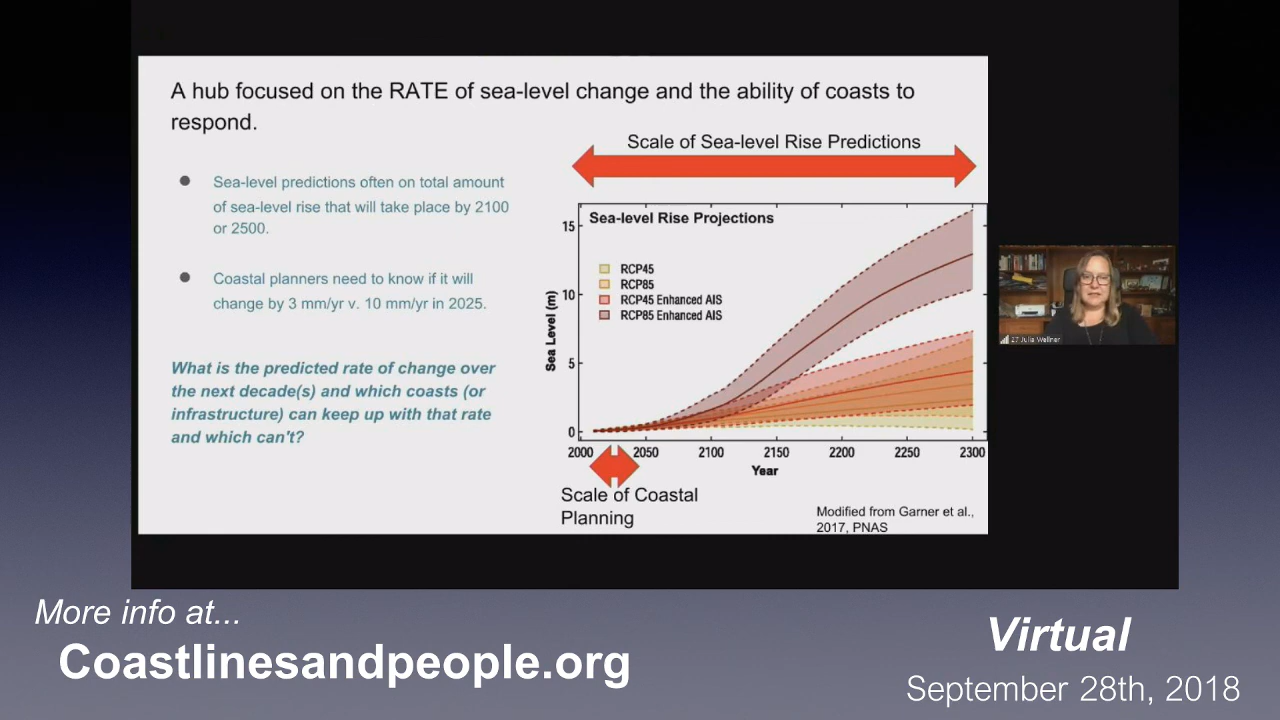 A hub focused on the RATE of sea-level change and the ability of coasts to
respond.
Scale of Sea-level Rise Predictions
Sea-level predictions often on total amount
of sea-level rise that will take place by 2100
or 2500.
Coastal planners need to know if it will
change by 3 mm/yr v. 10 mm/yr in 2025.
What is the predicted rate of change over
the next decade(s) and which coasts (or
infrastructure) can keep up with that rate
and which can't?
Sea-level Rise Projections
RCP45
RCP85
RCP45 Enhanced AIS
RCP85 Enhanced AIS
Sea Level (m)
15
10
5
0
2000 2050 2100 2150 2200 2250 2300
Year
Scale of Coastal
Planning
Modified from Garner et al.,
2017, PNAS
27 Julia Wellner
More info at...
Coastlinesandpeople.org
Virtual
September 28th, 2018